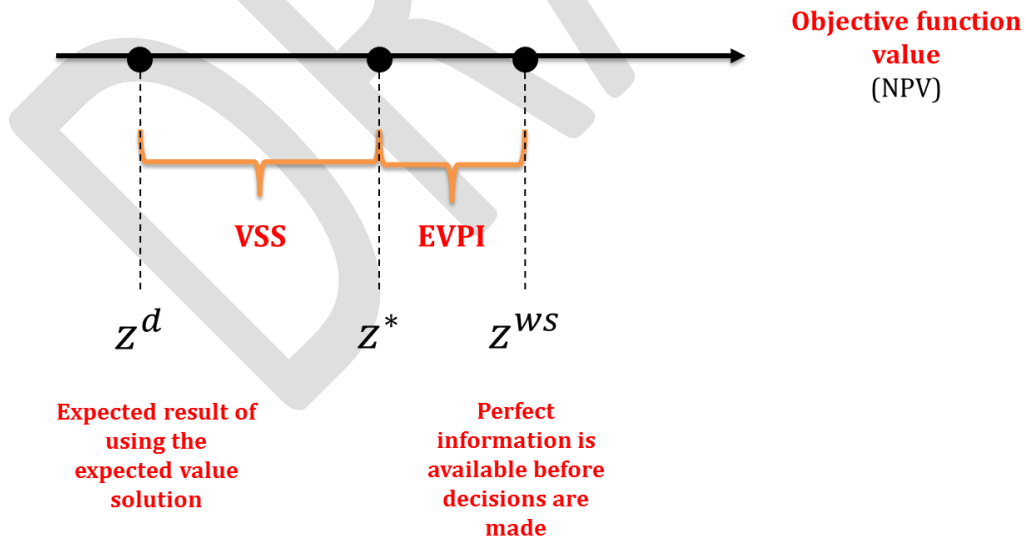 Objective function
value
(NPV)
VSS
EVPI
z^d
z^*
z^{ws}
Expected result of
using the
expected value
solution
Perfect
information is
available before
decisions are
made